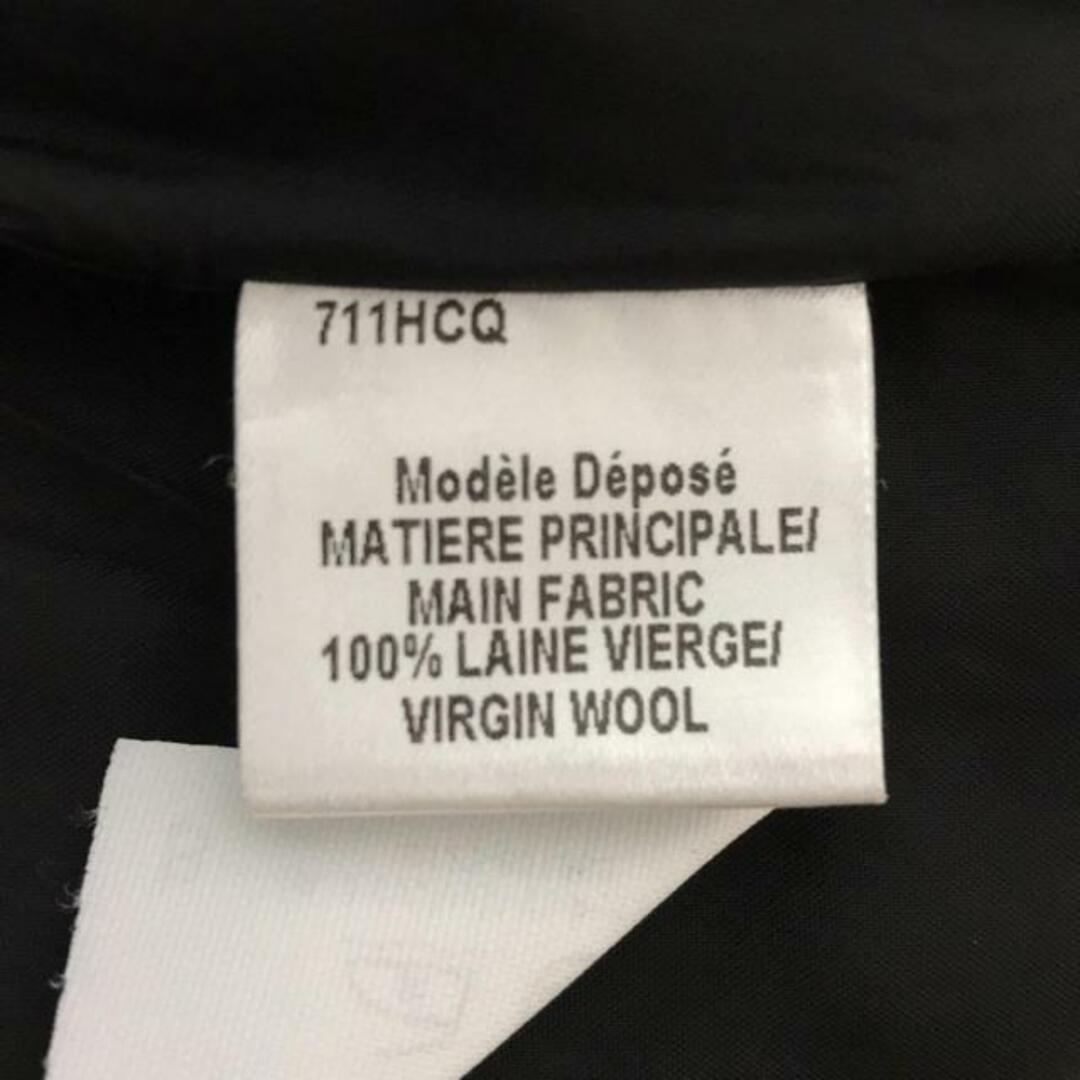 711HCQ
Modèle Déposé
MATIERE PRINCIPALE/
MAIN FABRIC
100% LAINE VIERGE/
VIRGIN WOOL